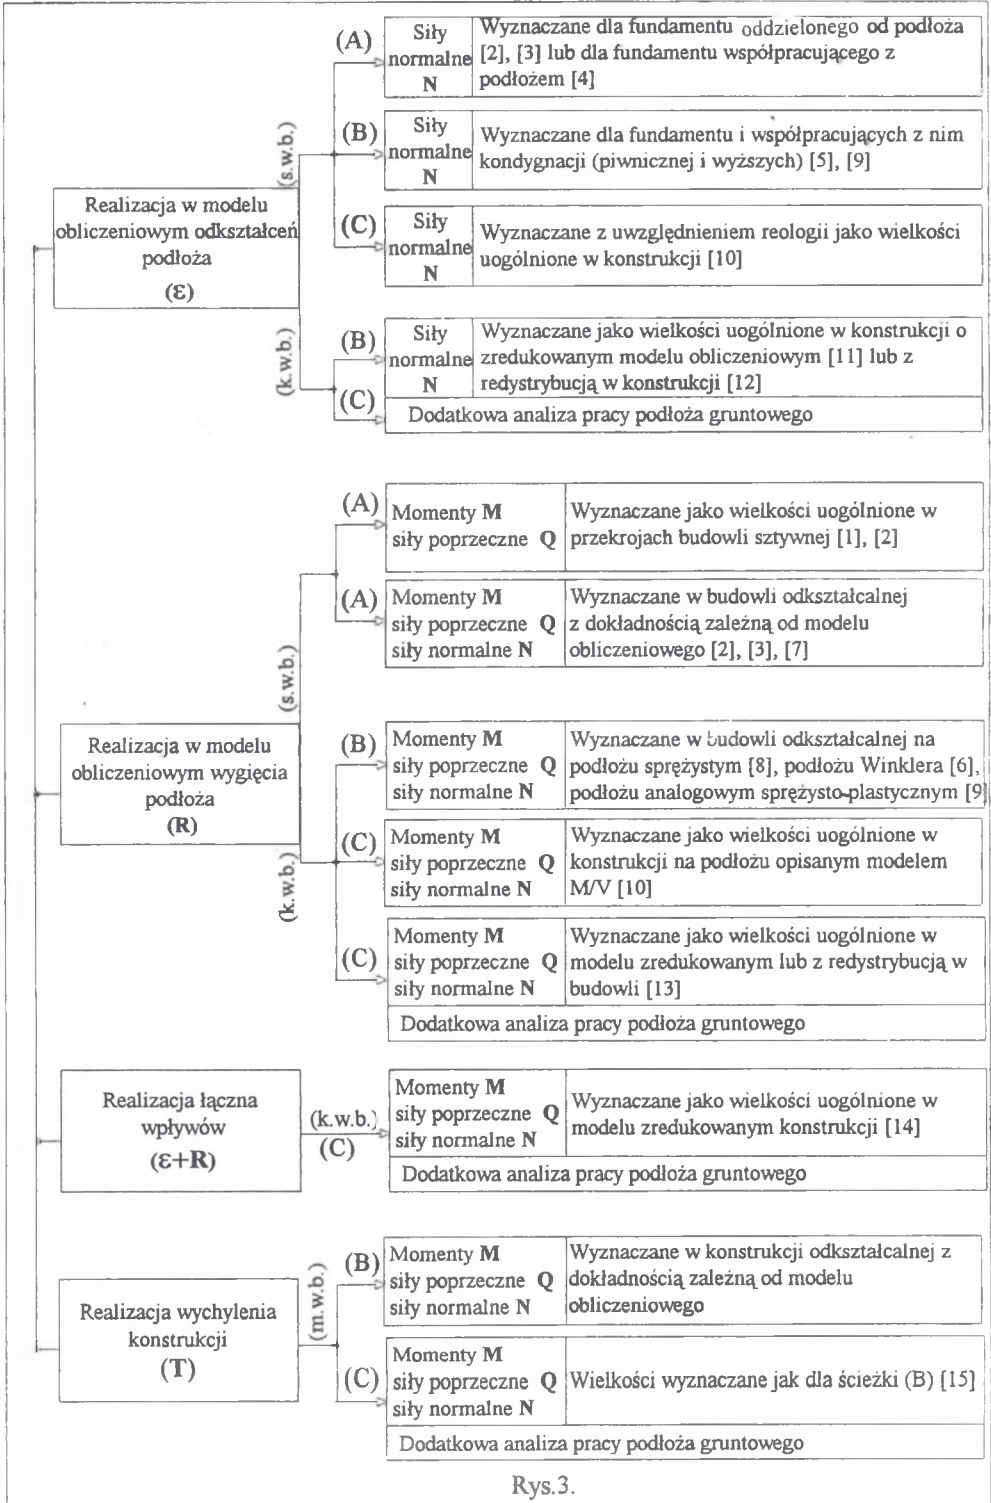 (A)
Siły
normalne
N
Wyznaczane dla fundamentu oddzielonego od podłoża
[2], [3] lub dla fundamentu współpracującego z
podłożem [4]
(s.w.b.)
(B)
Siły
normalne
N
Wyznaczane dla fundamentu i współpracujących z nim
kondygnacji (piwnicznej i wyższych) [5], [9]
Realizacja w modelu
obliczeniowym odkształceń
podłoża
(ε)
(C)
Siły
normalne
N
Wyznaczane z uwzględnieniem reologii jako wielkości
uogólnione w konstrukcji [10]
(k.w.b.)
(B)
Siły
normalne
N
Wyznaczane jako wielkości uogólnione w konstrukcji o
zredukowanym modelu obliczeniowym [11] lub z
redystrybucją w konstrukcji [12]
(C)
Dodatkowa analiza pracy podłoża gruntowego
(A)
Momenty M
siły poprzeczne Q
Wyznaczane jako wielkości uogólnione w
przekrojach budowli sztywnej [1], [2]
(A)
Momenty M
siły poprzeczne Q
siły normalne N
Wyznaczane w budowli odkształcalnej
z dokładnością zależną od modelu
obliczeniowego [2], [3], [7]
(s.w.b.)
Realizacja w modelu
obliczeniowym wygięcia
podłoża
(R)
(B)
Momenty M
siły poprzeczne Q
siły normalne N
Wyznaczane w budowli odkształcalnej na
podłożu sprężystym [8], podłożu Winklera [6],
podłożu analogowym sprężysto-plastycznym [9]
(k.w.b.)
(C)
Momenty M
siły poprzeczne Q
siły normalne N
Wyznaczane jako wielkości uogólnione w
konstrukcji na podłożu opisanym modelem
M/V [10]
(C)
Momenty M
siły poprzeczne Q
siły normalne N
Wyznaczane jako wielkości uogólnione w
modelu zredukowanym lub z redystrybucją w
budowli [13]
Dodatkowa analiza pracy podłoża gruntowego
Realizacja łączna
wpływów
(ε+R)
(k.w.b.)
(C)
Momenty M
siły poprzeczne Q
siły normalne N
Wyznaczane jako wielkości uogólnione w
modelu zredukowanym konstrukcji [14]
Dodatkowa analiza pracy podłoża gruntowego
Realizacja wychylenia
konstrukcji
(T)
(m.w.b.)
(B)
Momenty M
siły poprzeczne Q
siły normalne N
Wyznaczane w konstrukcji odkształcalnej z
dokładnością zależną od modelu
obliczeniowego
(C)
Momenty M
siły poprzeczne Q
siły normalne N
Wielkości wyznaczane jak dla ścieżki (B) [15]
Dodatkowa analiza pracy podłoża gruntowego
Rys.3.